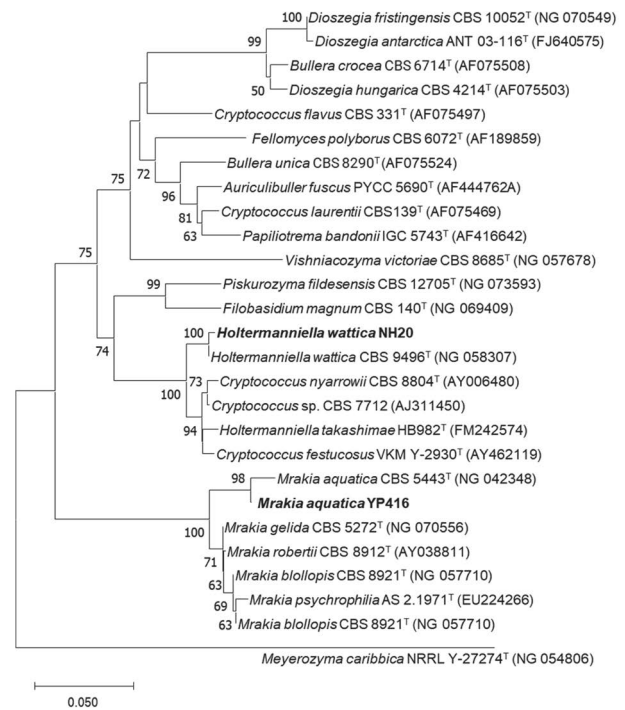 100 Dioszegia fristingensis CBS 10052ᵀ (NG 070549)
99 Dioszegia antarctica ANT 03-116ᵀ (FJ640575)
Bullera crocea CBS 6714ᵀ (AF075508)
50 Dioszegia hungarica CBS 4214ᵀ (AF075503)
Cryptococcus flavus CBS 331ᵀ (AF075497)
Fellomyces polyborus CBS 6072ᵀ (AF189859)
72 Bullera unica CBS 8290ᵀ(AF075524)
75 Auriculibuller fuscus PYCC 5690ᵀ (AF444762A)
96
81 Cryptococcus laurentii CBS139ᵀ (AF075469)
63 Papiliotrema bandonii IGC 5743ᵀ (AF416642)
75 Vishniacozyma victoriae CBS 8685ᵀ (NG 057678)
99 Piskurozyma fildesensis CBS 12705ᵀ (NG 073593)
Filobasidium magnum CBS 140ᵀ (NG 069409)
100 Holtermanniella wattica NH20
74 Holtermanniella wattica CBS 9496ᵀ (NG 058307)
73 Cryptococcus nyarrowii CBS 8804ᵀ (AY006480)
100 Cryptococcus sp. CBS 7712 (AJ311450)
94 Holtermanniella takashimae HB982ᵀ (FM242574)
Cryptococcus festucosus VKM Y-2930ᵀ (AY462119)
98 Mrakia aquatica CBS 5443ᵀ (NG 042348)
Mrakia aquatica YP416
100 Mrakia gelida CBS 5272ᵀ (NG 070556)
71 Mrakia robertii CBS 8912ᵀ (AY038811)
63 Mrakia blollopis CBS 8921ᵀ (NG 057710)
69 Mrakia psychrophilia AS 2.1971ᵀ (EU224266)
63 Mrakia blollopis CBS 8921ᵀ (NG 057710)
Meyerozyma caribbica NRRL Y-27274ᵀ (NG 054806)
0.050